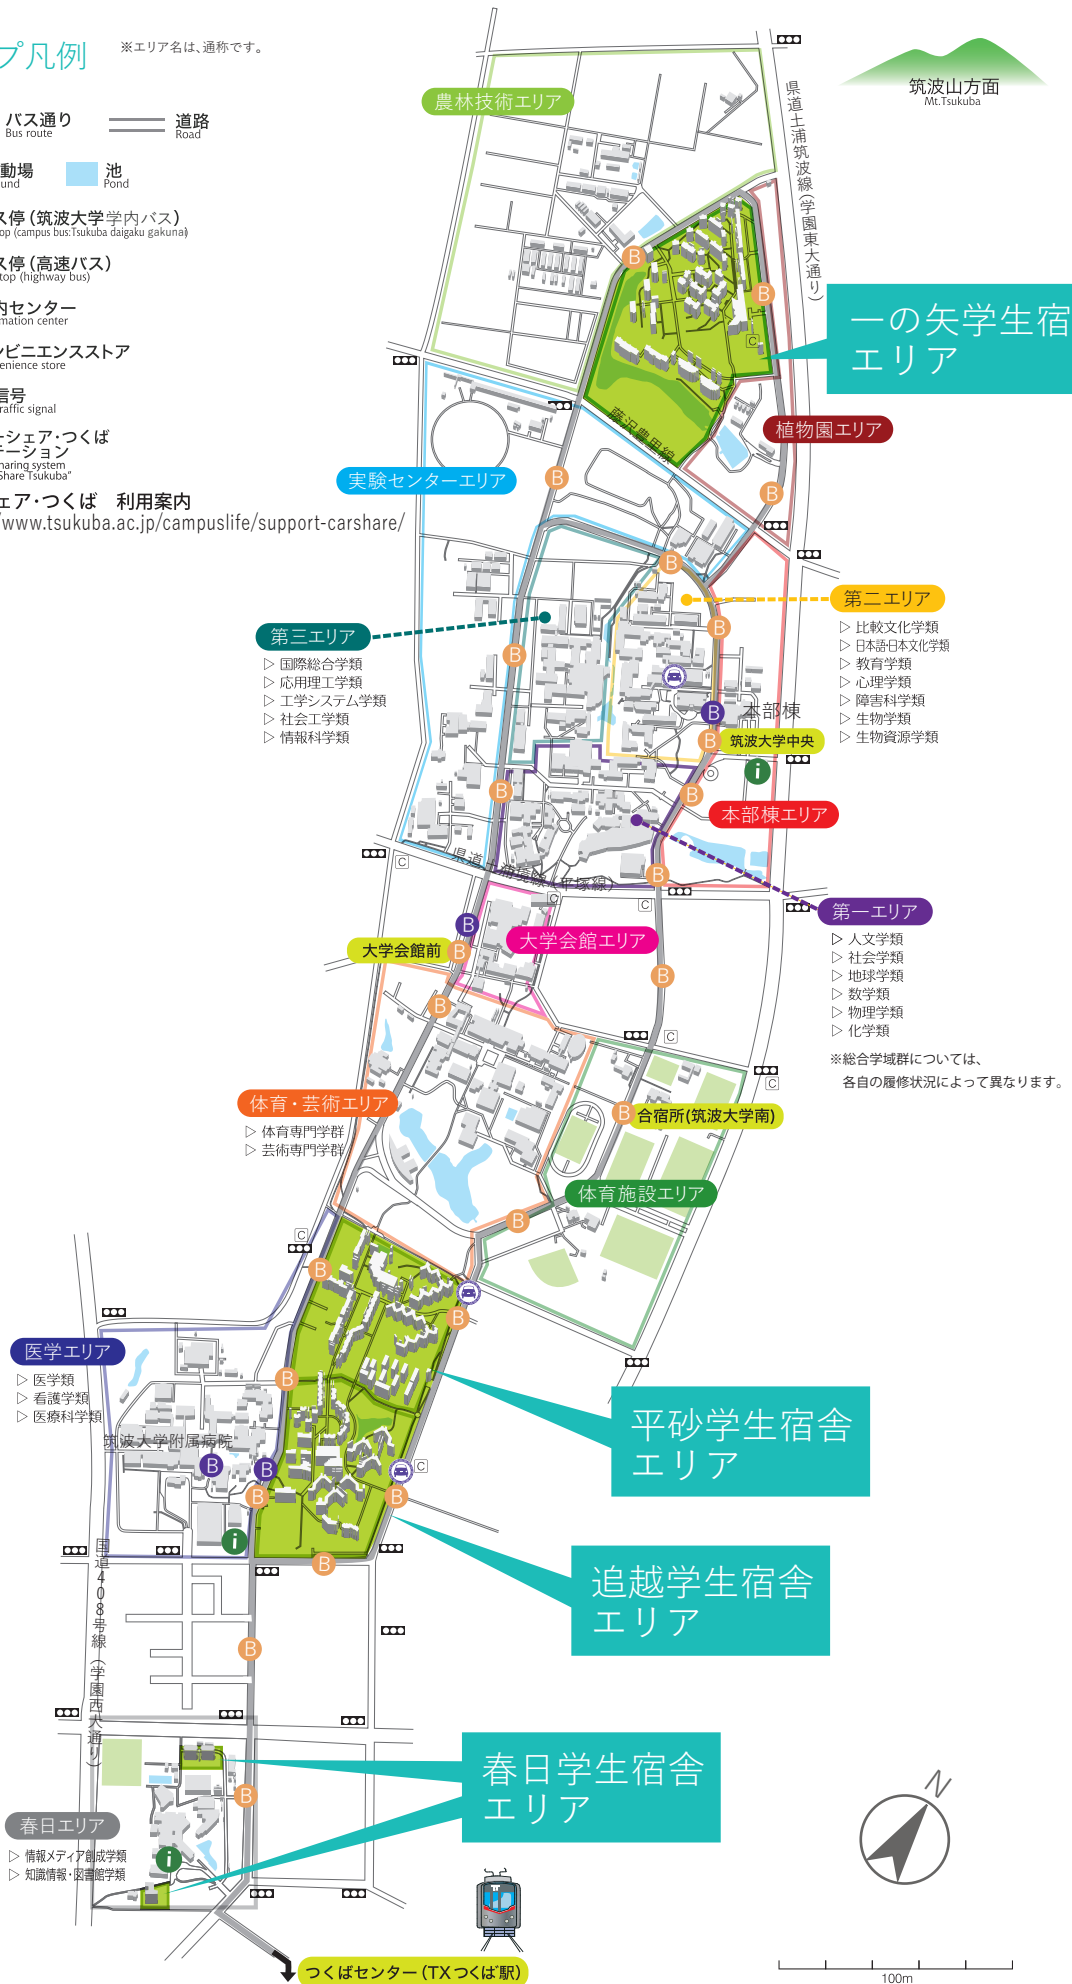 プ凡例
※エリア名は、通称です。
バス通り
Bus route
道路
Road
動場
und
池
Pond
ス停（筑波大学学内バス）
op (campus bus:Tsukuba daigaku gakunai)
ス停（高速バス）
top (highway bus)
内センター
mation center
ンビニエンスストア
enience store
信号
raffic signal
ーシェア・つくば
テーション
haring system
Share Tsukuba"
ェア・つくば　利用案内
/www.tsukuba.ac.jp/campuslife/support-carshare/
筑波山方面
Mt.Tsukuba
県道土浦筑波線（学園東大通り）
農林技術エリア
一の矢学生宿
エリア
植物園エリア
藤沢豊里線
実験センターエリア
第二エリア
▷ 比較文化学類
▷ 日本語・日本文化学類
▷ 教育学類
▷ 心理学類
▷ 障害科学類
▷ 生物学類
▷ 生物資源学類
第三エリア
▷ 国際総合学類
▷ 応用理工学類
▷ 工学システム学類
▷ 社会工学類
▷ 情報科学類
本部棟
筑波大学中央
本部棟エリア
県道土浦境線（平塚線）
第一エリア
▷ 人文学類
▷ 社会学類
▷ 地球学類
▷ 数学類
▷ 物理学類
▷ 化学類
※総合学域群については、
各自の履修状況によって異なります。
大学会館前
大学会館エリア
体育・芸術エリア
▷ 体育専門学群
▷ 芸術専門学群
合宿所(筑波大学南)
体育施設エリア
医学エリア
▷ 医学類
▷ 看護学類
▷ 医療科学類
筑波大学附属病院
平砂学生宿舎
エリア
追越学生宿舎
エリア
国道408号線（学園西大通り）
春日学生宿舎
エリア
春日エリア
▷ 情報メディア創成学類
▷ 知識情報・図書館学類
つくばセンター（TXつくば駅）
N
100m